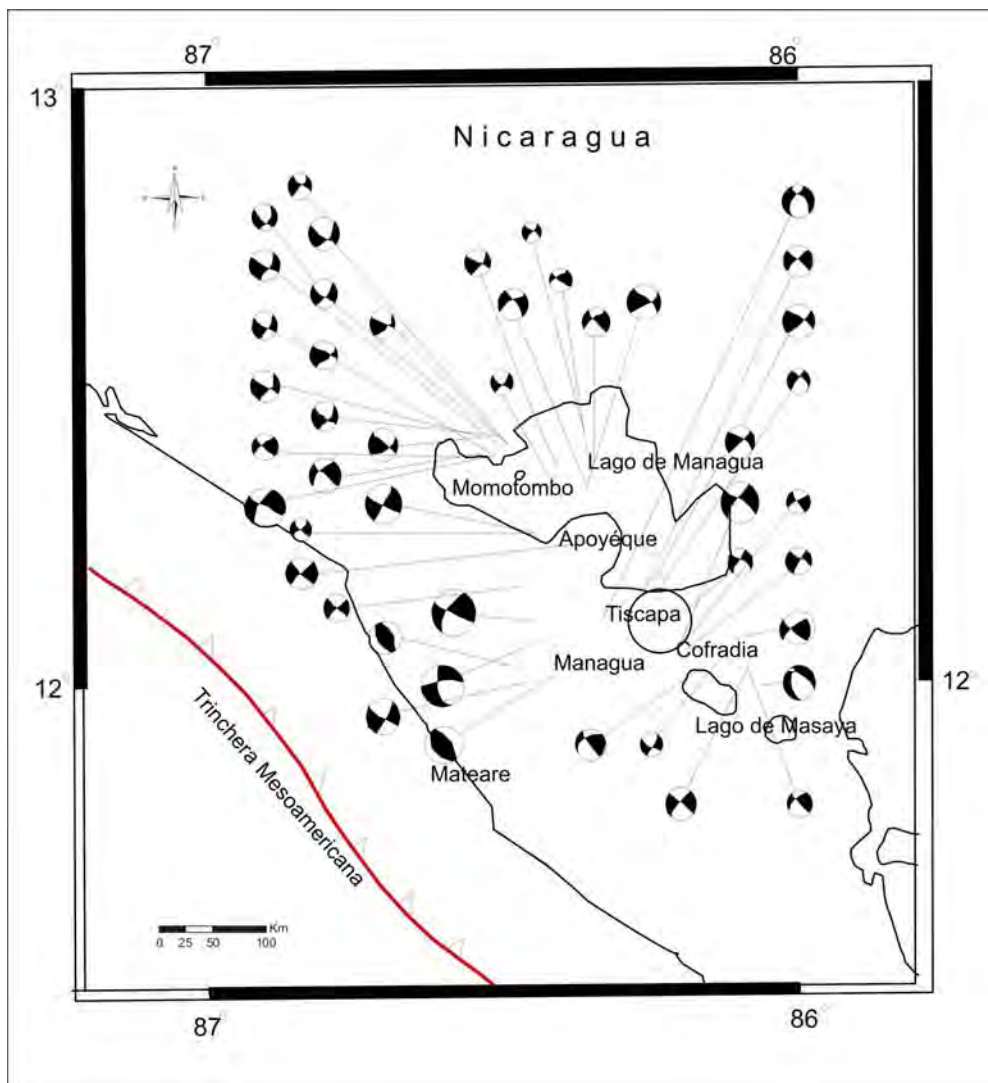 87° 86°
13°
Nicaragua
Lago de Managua
Momotombo
Apoyéque
Tiscapa
Cofradia
Managua
12° 12°
Lago de Masaya
Mateare
Trinchera Mesoamericana
Km
0 25 50 100
87° 86°